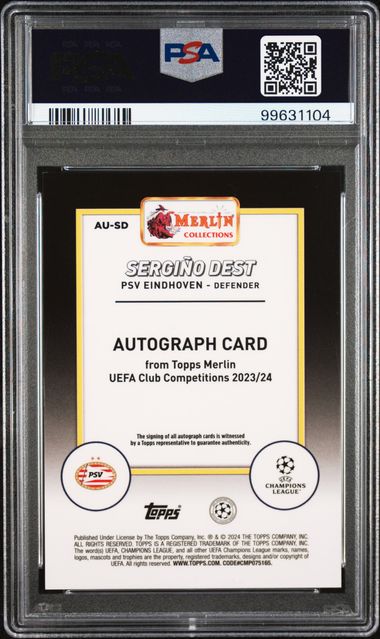 PSA
99631104
AU-SD
MERLIN
COLLECTIONS
SERGIÑO DEST
PSV EINDHOVEN - DEFENDER
AUTOGRAPH CARD
from Topps Merlin
UEFA Club Competitions 2023/24
The signing of all autograph cards is witnessed
by a Topps representative to guarantee authenticity.
PSV
CHAMPIONS
LEAGUE
Topps
Published Under License by The Topps Company, Inc. ® & © 2024 THE TOPPS COMPANY, INC.
ALL RIGHTS RESERVED. TOPPS IS A REGISTERED TRADEMARK OF THE TOPPS COMPANY, INC.
The word(s) UEFA, CHAMPIONS LEAGUE, and all other UEFA Champions League marks, names,
logos, mascots and trophies are the property, registered trademarks, designs and/or copyright of
UEFA. All rights reserved. WWW.TOPPS.COM. CODE#CMP075165.